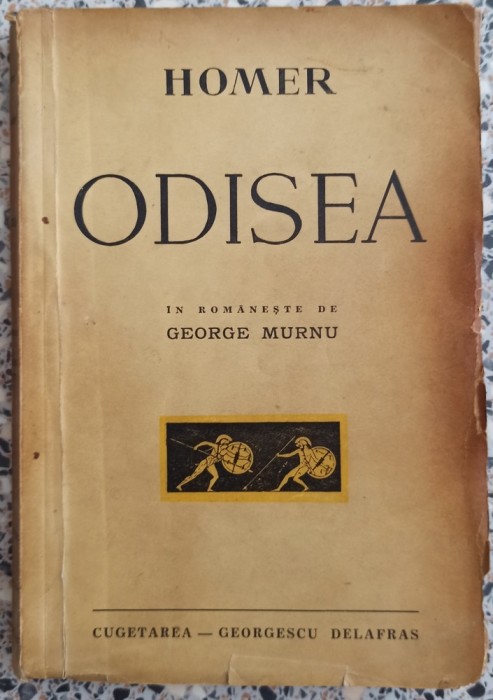 HOMER
ODISEA
ÎN ROMÂNEȘTE DE
GEORGE MURNU
CUGETAREA — GEORGESCU DELAFRAS